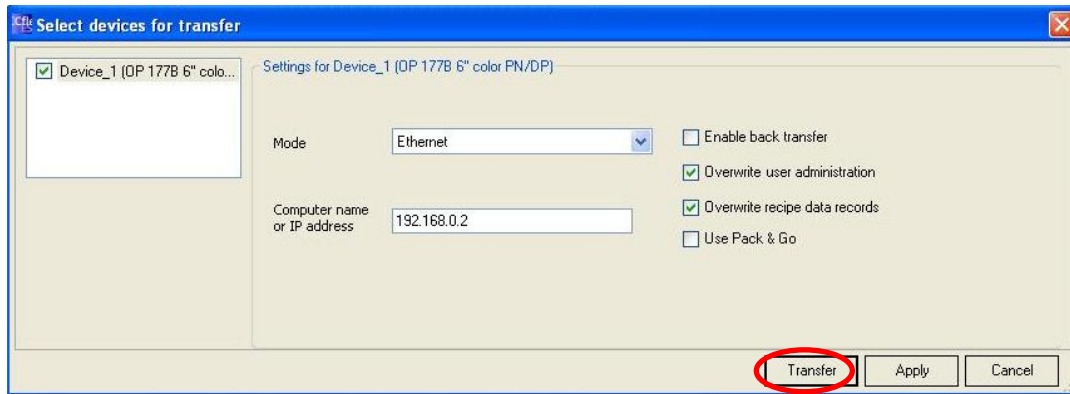 Select devices for transfer
Device_1 (OP 177B 6" colo...
Settings for Device_1 (OP 177B 6" color PN/DP)
Mode
Ethernet
Enable back transfer
Overwrite user administration
Computer name
or IP address
192.168.0.2
Overwrite recipe data records
Use Pack & Go
Transfer
Apply
Cancel